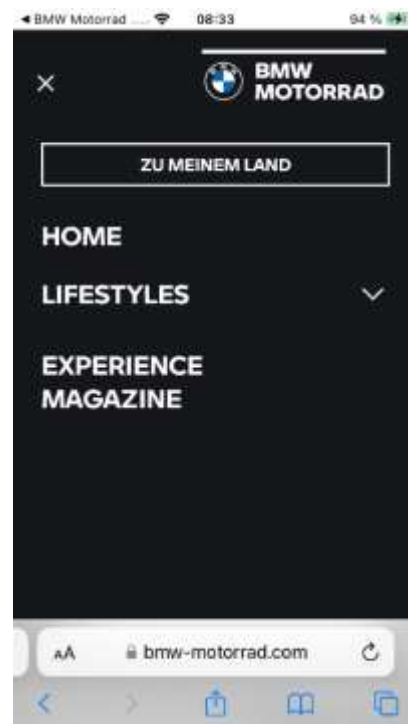 BMW Motorrad .... 08:33 94 %
BMW
MOTORRAD
ZU MEINEM LAND
HOME
LIFESTYLES
EXPERIENCE
MAGAZINE
AA bmw-motorrad.com